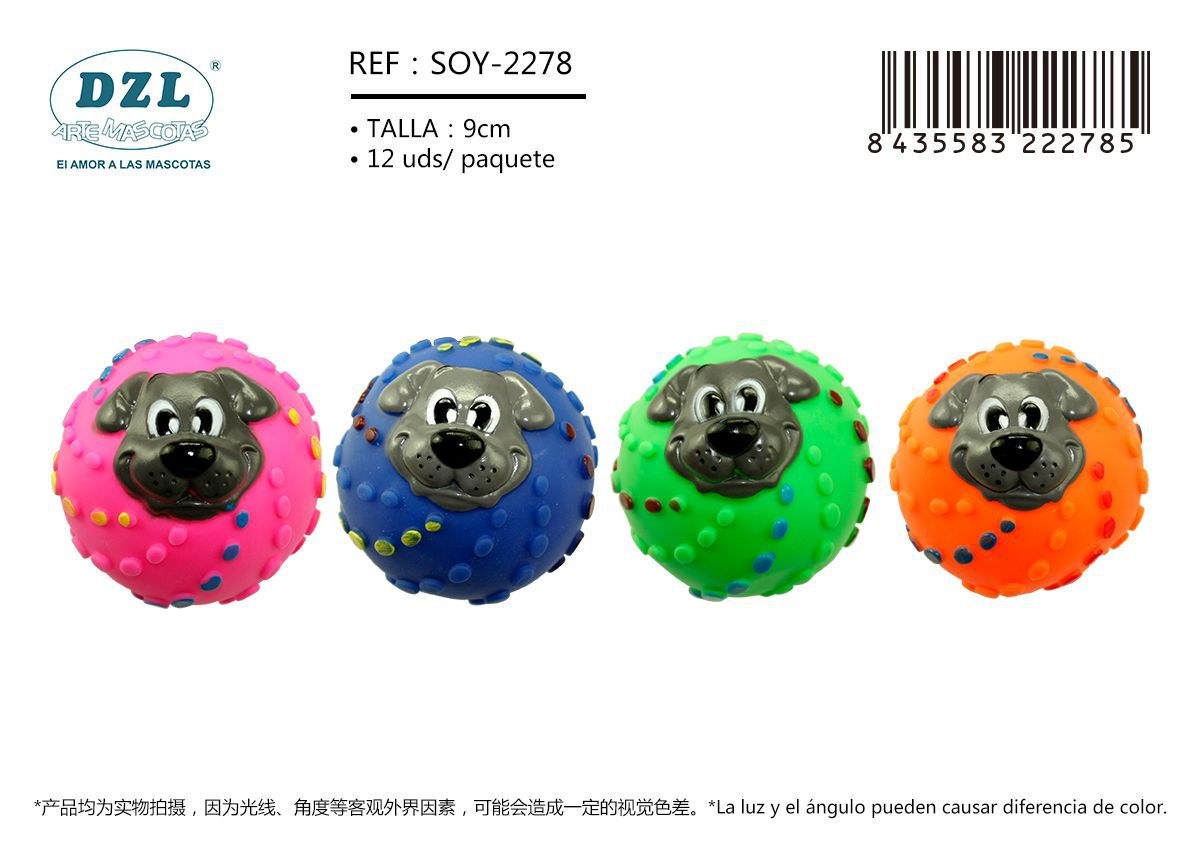 DZL®
ARTE MASCOTAS
El AMOR A LAS MASCOTAS
REF : SOY-2278
• TALLA : 9cm
• 12 uds/ paquete
8 435583 222785
*产品均为实物拍摄，因为光线、角度等客观外界因素，可能会造成一定的视觉色差。*La luz y el ángulo pueden causar diferencia de color.